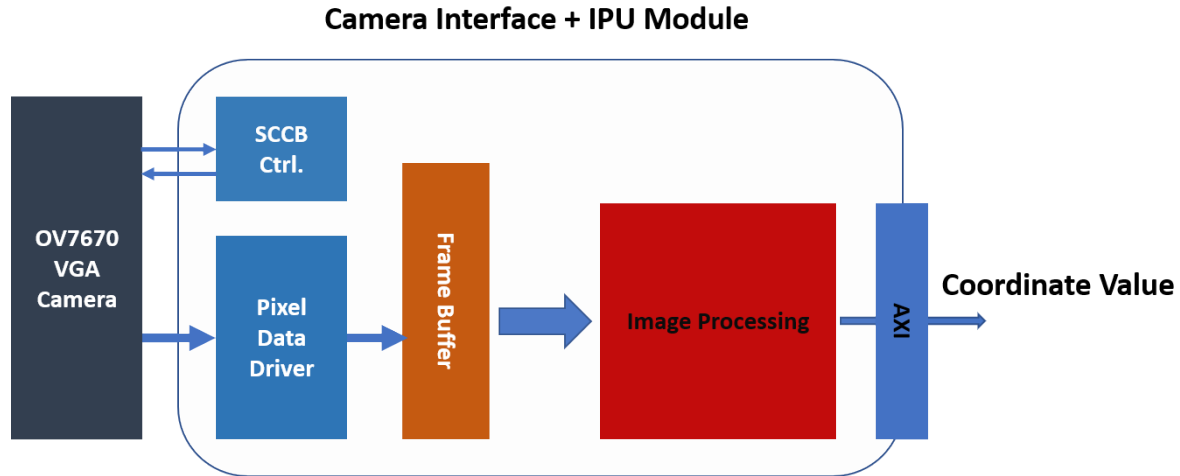 Camera Interface + IPU Module
SCCB
Ctrl.
OV7670
VGA
Camera
Pixel
Data
Driver
Frame Buffer
Image Processing
AXI
Coordinate Value